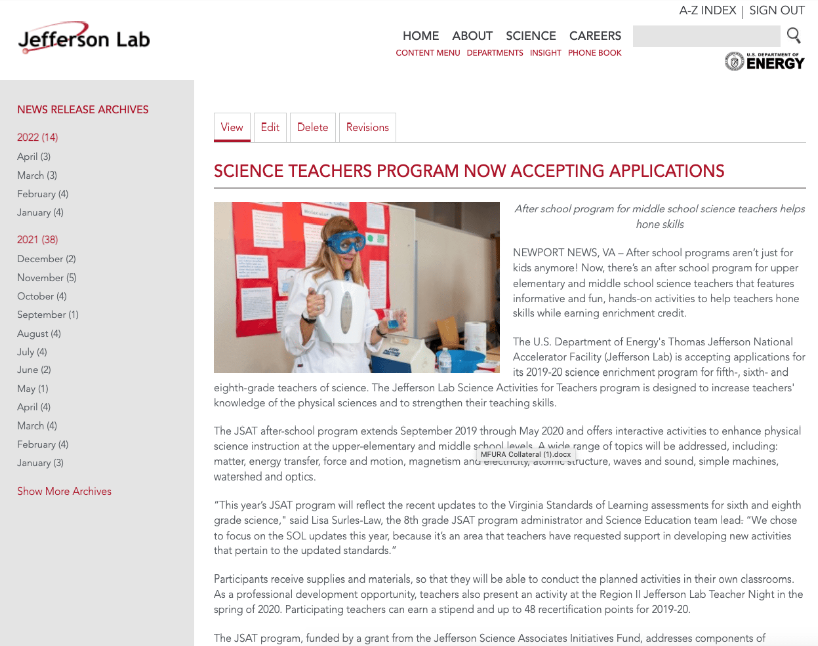 A-Z INDEX | SIGN OUT
Jefferson Lab
HOME ABOUT SCIENCE CAREERS
CONTENT MENU DEPARTMENTS INSIGHT PHONE BOOK
U.S. DEPARTMENT OF
ENERGY
NEWS RELEASE ARCHIVES
2022 (14)
April (3)
March (3)
February (4)
January (4)
2021 (38)
December (2)
November (5)
October (4)
September (1)
August (4)
July (4)
June (2)
May (1)
April (4)
March (4)
February (4)
January (3)
Show More Archives
View Edit Delete Revisions
SCIENCE TEACHERS PROGRAM NOW ACCEPTING APPLICATIONS
After school program for middle school science teachers helps
hone skills
NEWPORT NEWS, VA – After school programs aren't just for
kids anymore! Now, there's an after school program for upper
elementary and middle school science teachers that features
informative and fun, hands-on activities to help teachers hone
skills while earning enrichment credit.
The U.S. Department of Energy's Thomas Jefferson National
Accelerator Facility (Jefferson Lab) is accepting applications for
its 2019-20 science enrichment program for fifth-, sixth- and
eighth-grade teachers of science. The Jefferson Lab Science Activities for Teachers program is designed to increase teachers'
knowledge of the physical sciences and to strengthen their teaching skills.
The JSAT after-school program extends September 2019 through May 2020 and offers interactive activities to enhance physical
science instruction at the upper-elementary and middle school levels. A wide range of topics will be addressed, including:
MFURA Collateral (1).docx
matter, energy transfer, force and motion, magnetism and electricity, atomic structure, waves and sound, simple machines,
watershed and optics.
"This year's JSAT program will reflect the recent updates to the Virginia Standards of Learning assessments for sixth and eighth
grade science," said Lisa Surles-Law, the 8th grade JSAT program administrator and Science Education team lead: "We chose
to focus on the SOL updates this year, because it's an area that teachers have requested support in developing new activities
that pertain to the updated standards."
Participants receive supplies and materials, so that they will be able to conduct the planned activities in their own classrooms.
As a professional development opportunity, teachers also present an activity at the Region II Jefferson Lab Teacher Night in the
spring of 2020. Participating teachers can earn a stipend and up to 48 recertification points for 2019-20.
The JSAT program, funded by a grant from the Jefferson Science Associates Initiatives Fund, addresses components of